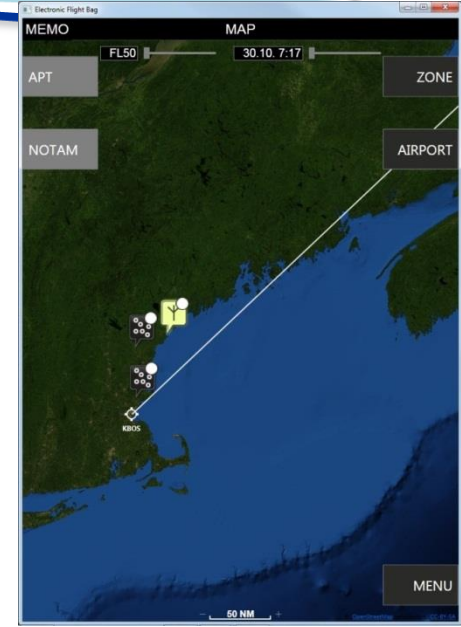 Electronic Flight Bag
MEMO MAP
FL50 30.10. 7:17
APT ZONE
NOTAM AIRPORT
KBOS
MENU
− 50 NM +